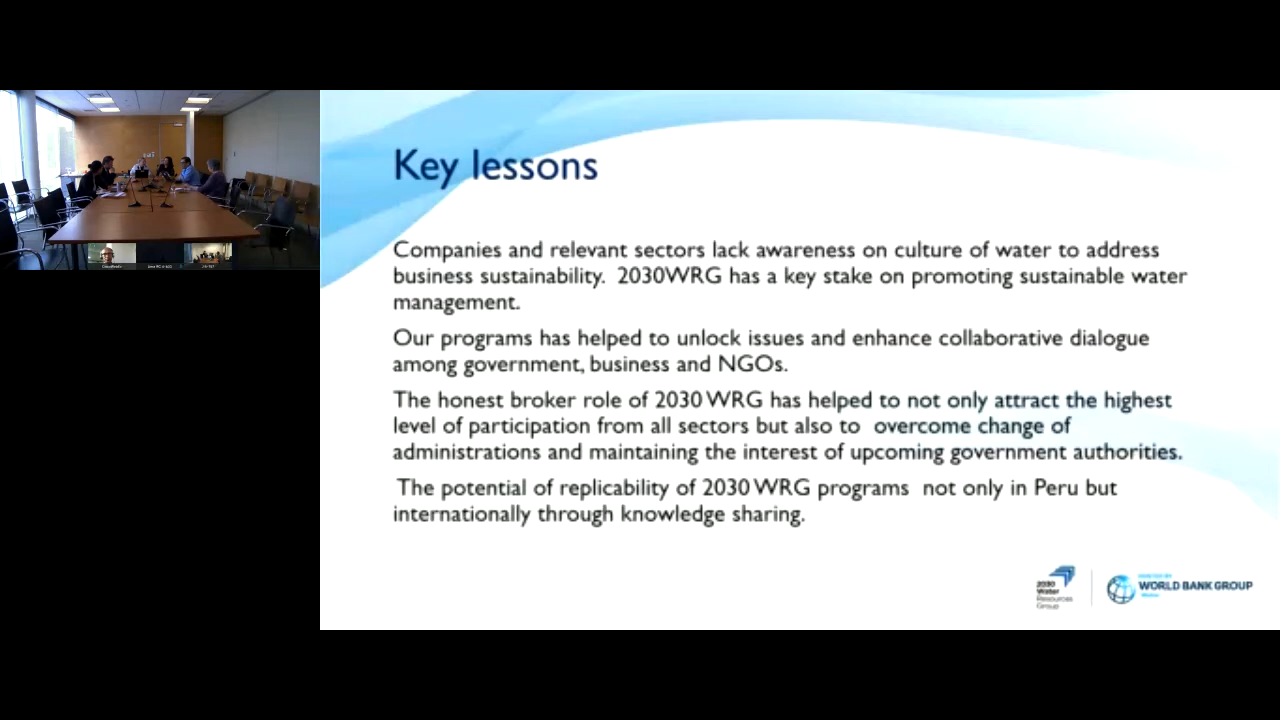 Key lessons
Companies and relevant sectors lack awareness on culture of water to address
business sustainability.  2030WRG has a key stake on promoting sustainable water
management.
Our programs has helped to unlock issues and enhance collaborative dialogue
among government, business and NGOs.
The honest broker role of 2030 WRG has helped to not only attract the highest
level of participation from all sectors but also to  overcome change of
administrations and maintaining the interest of upcoming government authorities.
The potential of replicability of 2030 WRG programs  not only in Peru but
internationally through knowledge sharing.
2030
Water
Resources
Group
WORLD BANK GROUP